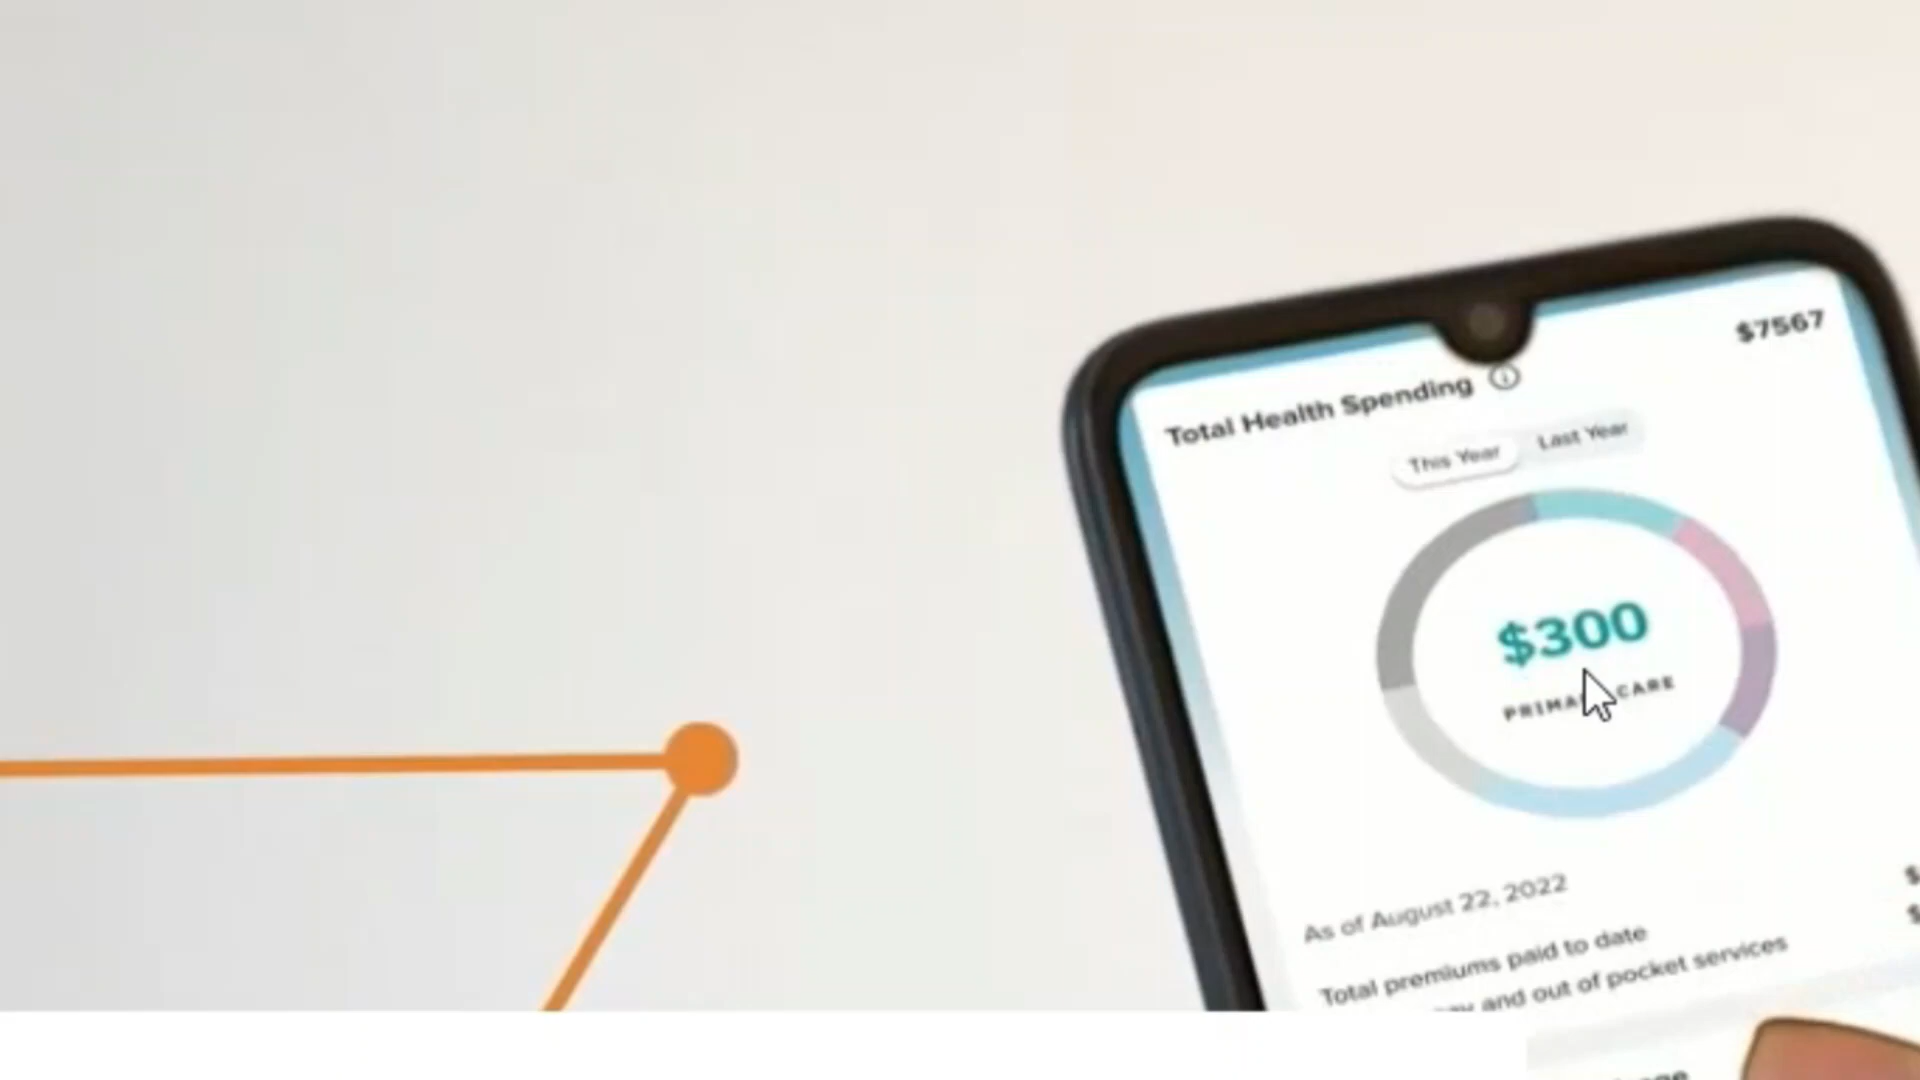 $7567
Total Health Spending
This Year Last Year
$300
CARE
As of August 22, 2022
Total premiums paid to date
and out of pocket services